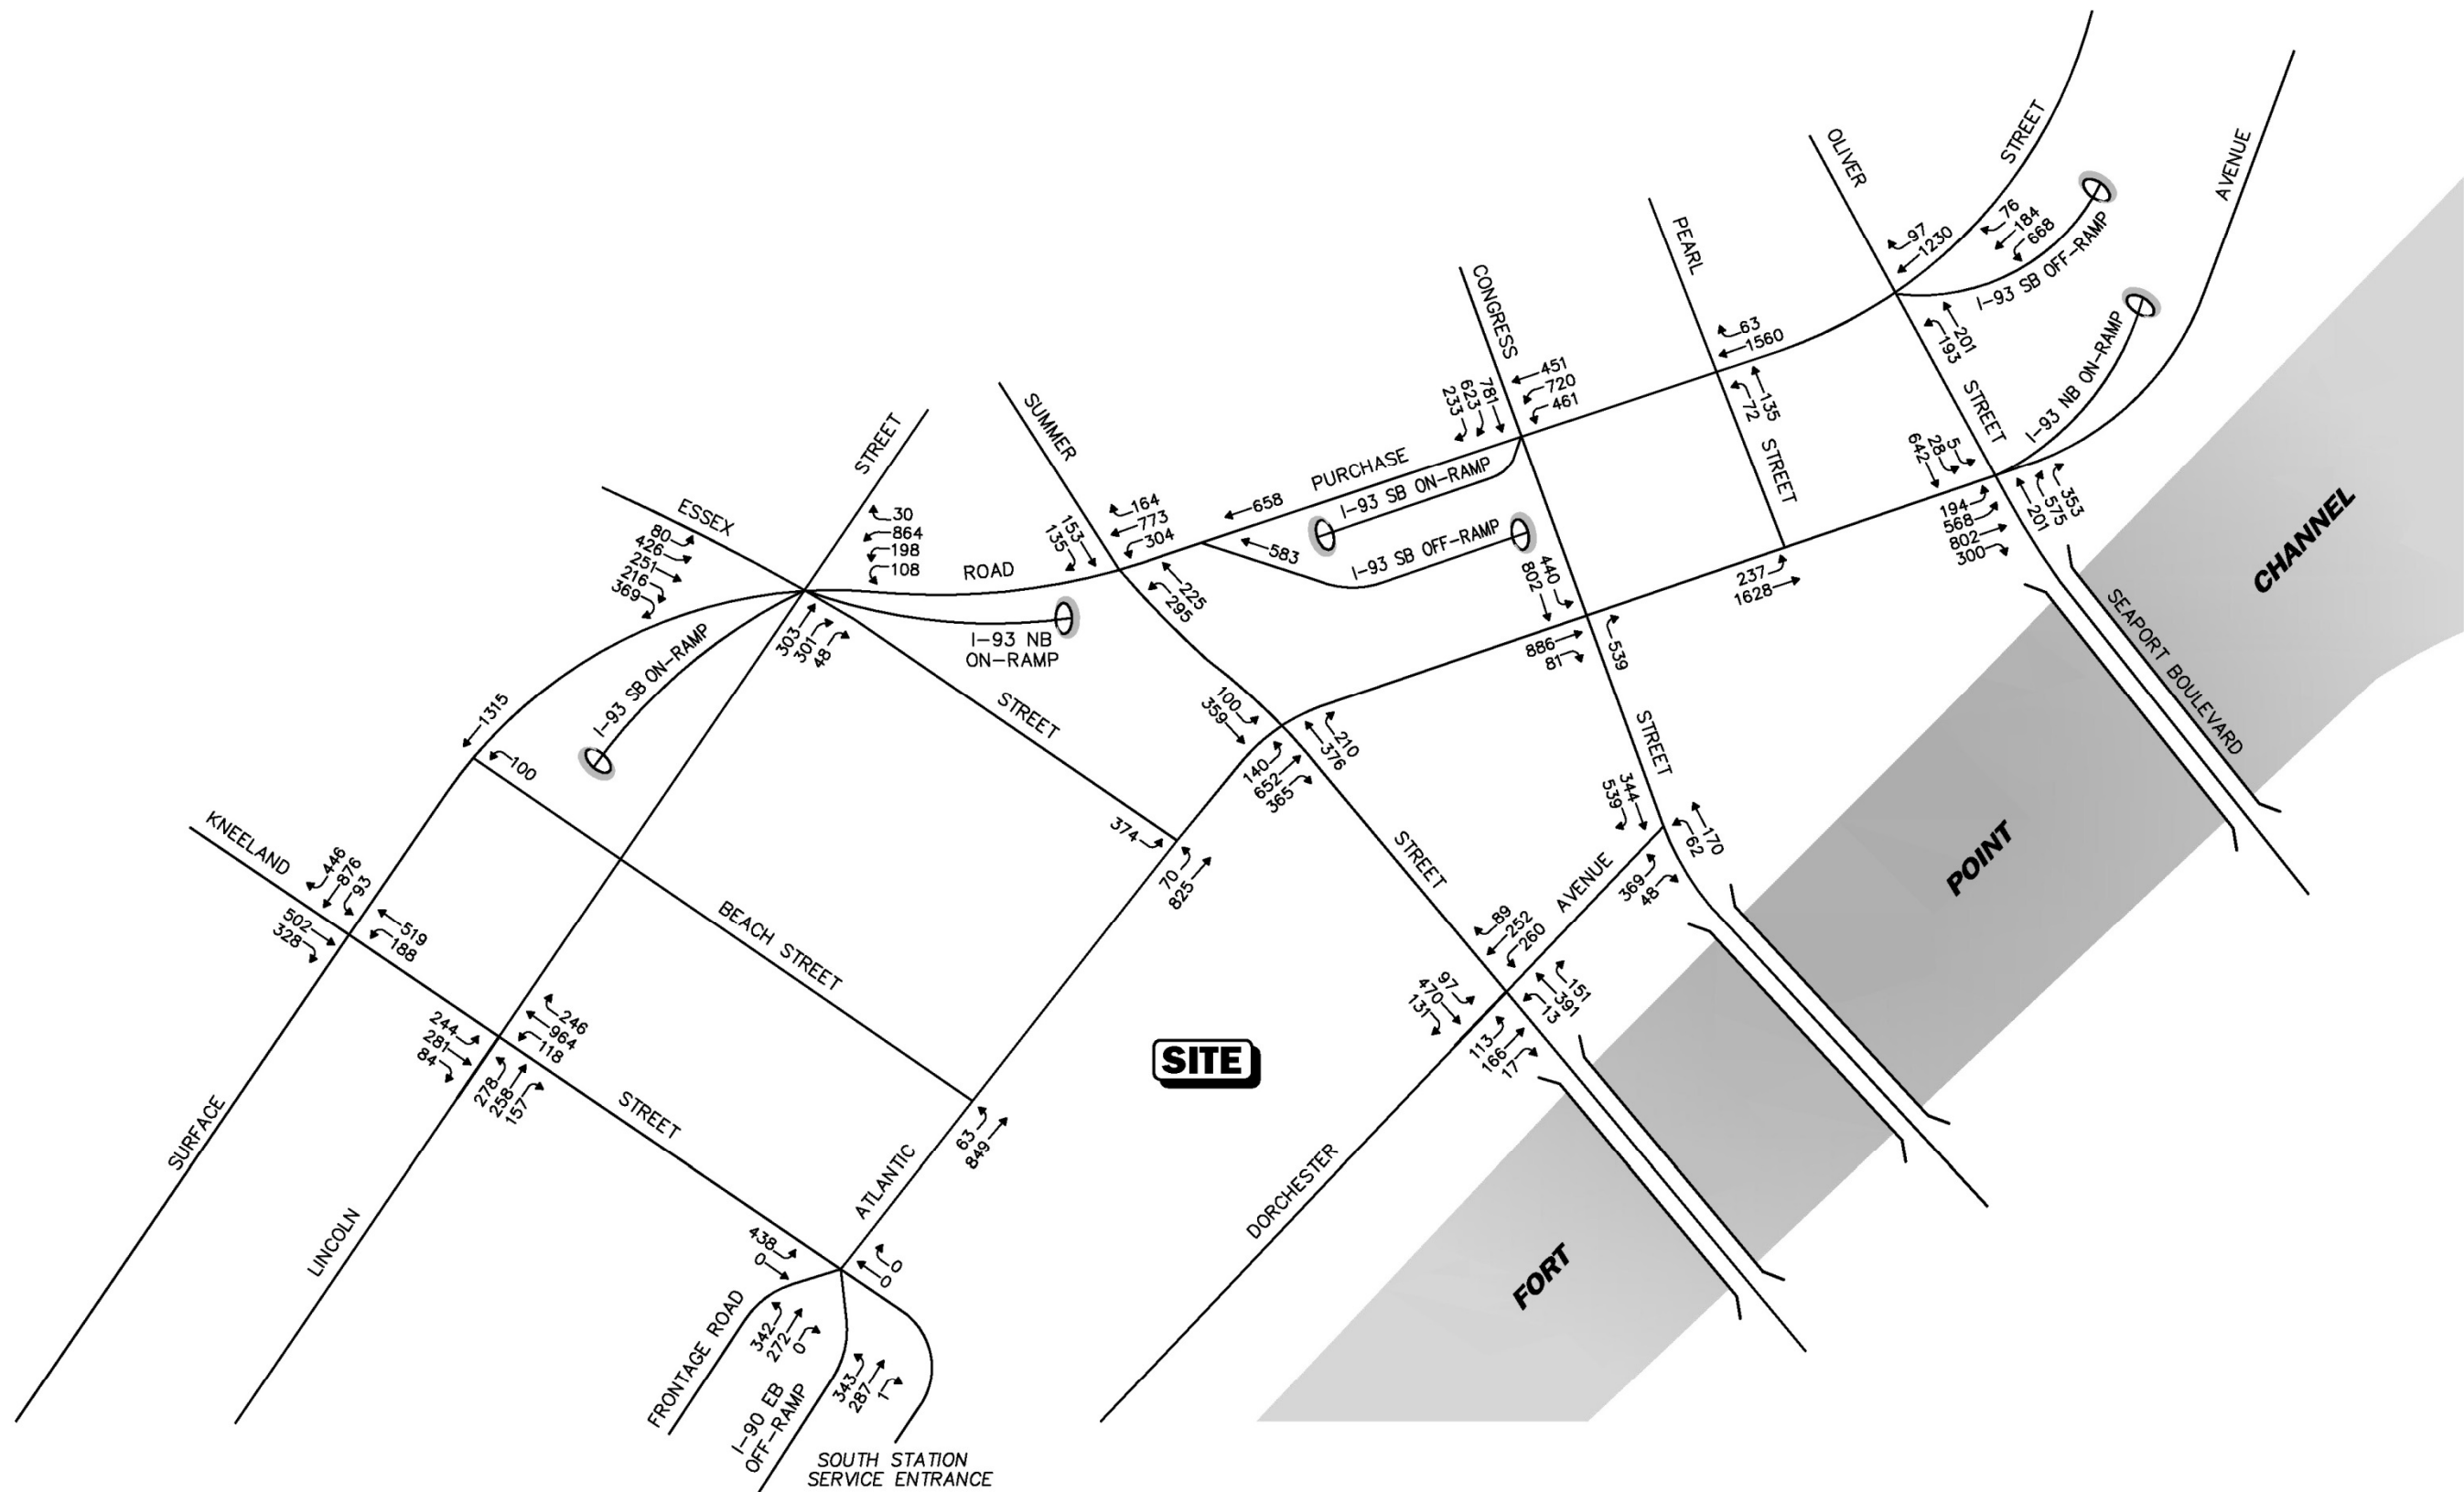 OLIVER
STREET
AVENUE
97
1230
76
184
668
I-93 SB OFF-RAMP
PEARL
CONGRESS
63
1560
201
193
I-93 NB ON-RAMP
451
720
461
781
623
233
135
72
STREET
STREET
5
28
642
353
575
201
194
568
802
300
CHANNEL
SEAPORT BOULEVARD
STREET
SUMMER
PURCHASE
I-93 SB ON-RAMP
658
583
I-93 SB OFF-RAMP
164
773
304
153
135
225
295
440
802
237
1628
886
81
539
ESSEX
80
426
251
216
369
30
864
198
108
ROAD
I-93 NB
ON-RAMP
303
301
48
I-93 SB ON-RAMP
STREET
1315
100
100
359
210
376
140
652
365
STREET
344
539
170
62
369
48
POINT
KNEELAND
446
876
93
502
328
519
188
374
70
825
STREET
AVENUE
89
252
260
97
470
131
151
391
13
113
166
17
BEACH STREET
SITE
244
281
84
246
964
118
278
258
157
STREET
63
849
SURFACE
LINCOLN
ATLANTIC
DORCHESTER
FORT
438
0
0
0
342
272
0
343
287
1
FRONTAGE ROAD
I-90 EB
OFF-RAMP
SOUTH STATION
SERVICE ENTRANCE